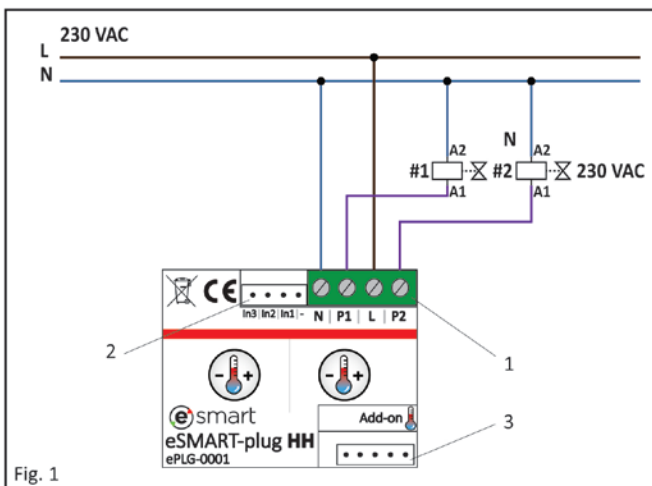 230 VAC
L
N
N
A2
A2
#1
#2
230 VAC
A1
A1
CE
In3 | In2 | In1 | -
N | P1 | L | P2
2
1
- +
- +
esmart
Add-on
eSMART-plug HH
ePLG-0001
3
Fig. 1